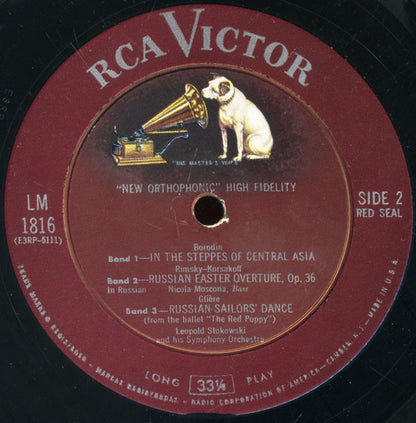 RCA VICTOR
"HIS MASTER'S VOICE"
"NEW ORTHOPHONIC" HIGH FIDELITY
LM
1816
(E3RP-5111)
SIDE 2
RED SEAL
Borodin
Band 1—IN THE STEPPES OF CENTRAL ASIA
Rimsky-Korsakoff
Band 2—RUSSIAN EASTER OVERTURE, Op. 36
In Russian Nicola Moscona, Bass
Glière
Band 3—RUSSIAN SAILORS' DANCE
(from the ballet "The Red Poppy")
Leopold Stokowski
and his Symphony Orchestra
LONG 33⅓ PLAY
TRADE MARKS ® REGISTERED
MARCAS REGISTRADAS — RADIO CORPORATION OF AMERICA—CAMDEN, N.J.—MADE IN U.S.A.